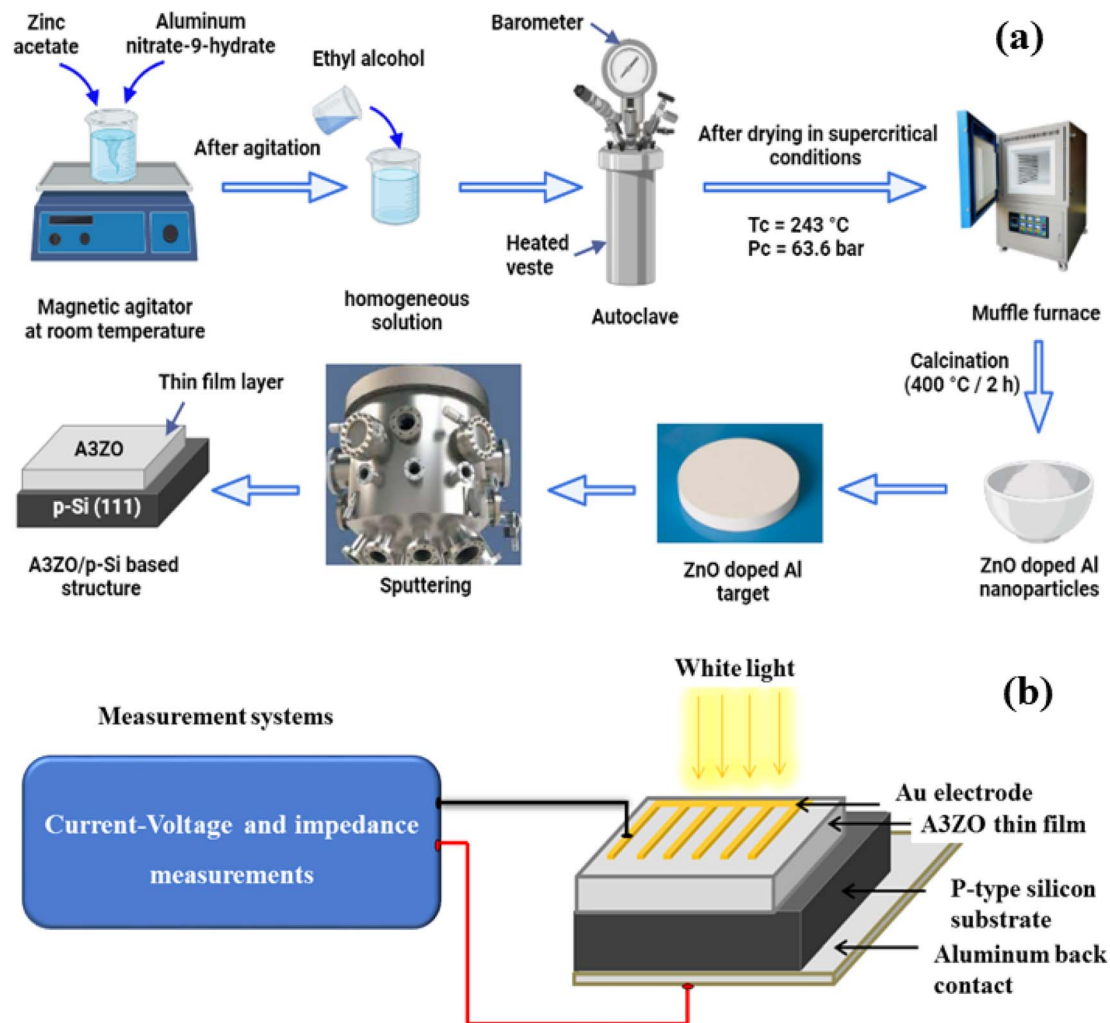 (a)
Zinc
acetate
Aluminum
nitrate-9-hydrate
Ethyl alcohol
Barometer
After agitation
After drying in supercritical
conditions
Tc = 243 °C
Pc = 63.6 bar
Heated
veste
Magnetic agitator
at room temperature
homogeneous
solution
Autoclave
Muffle furnace
Calcination
(400 °C / 2 h)
Thin film layer
A3ZO
p-Si (111)
A3ZO/p-Si based
structure
Sputtering
ZnO doped Al
target
ZnO doped Al
nanoparticles
(b)
White light
Measurement systems
Current-Voltage and impedance
measurements
Au electrode
A3ZO thin film
P-type silicon
substrate
Aluminum back
contact